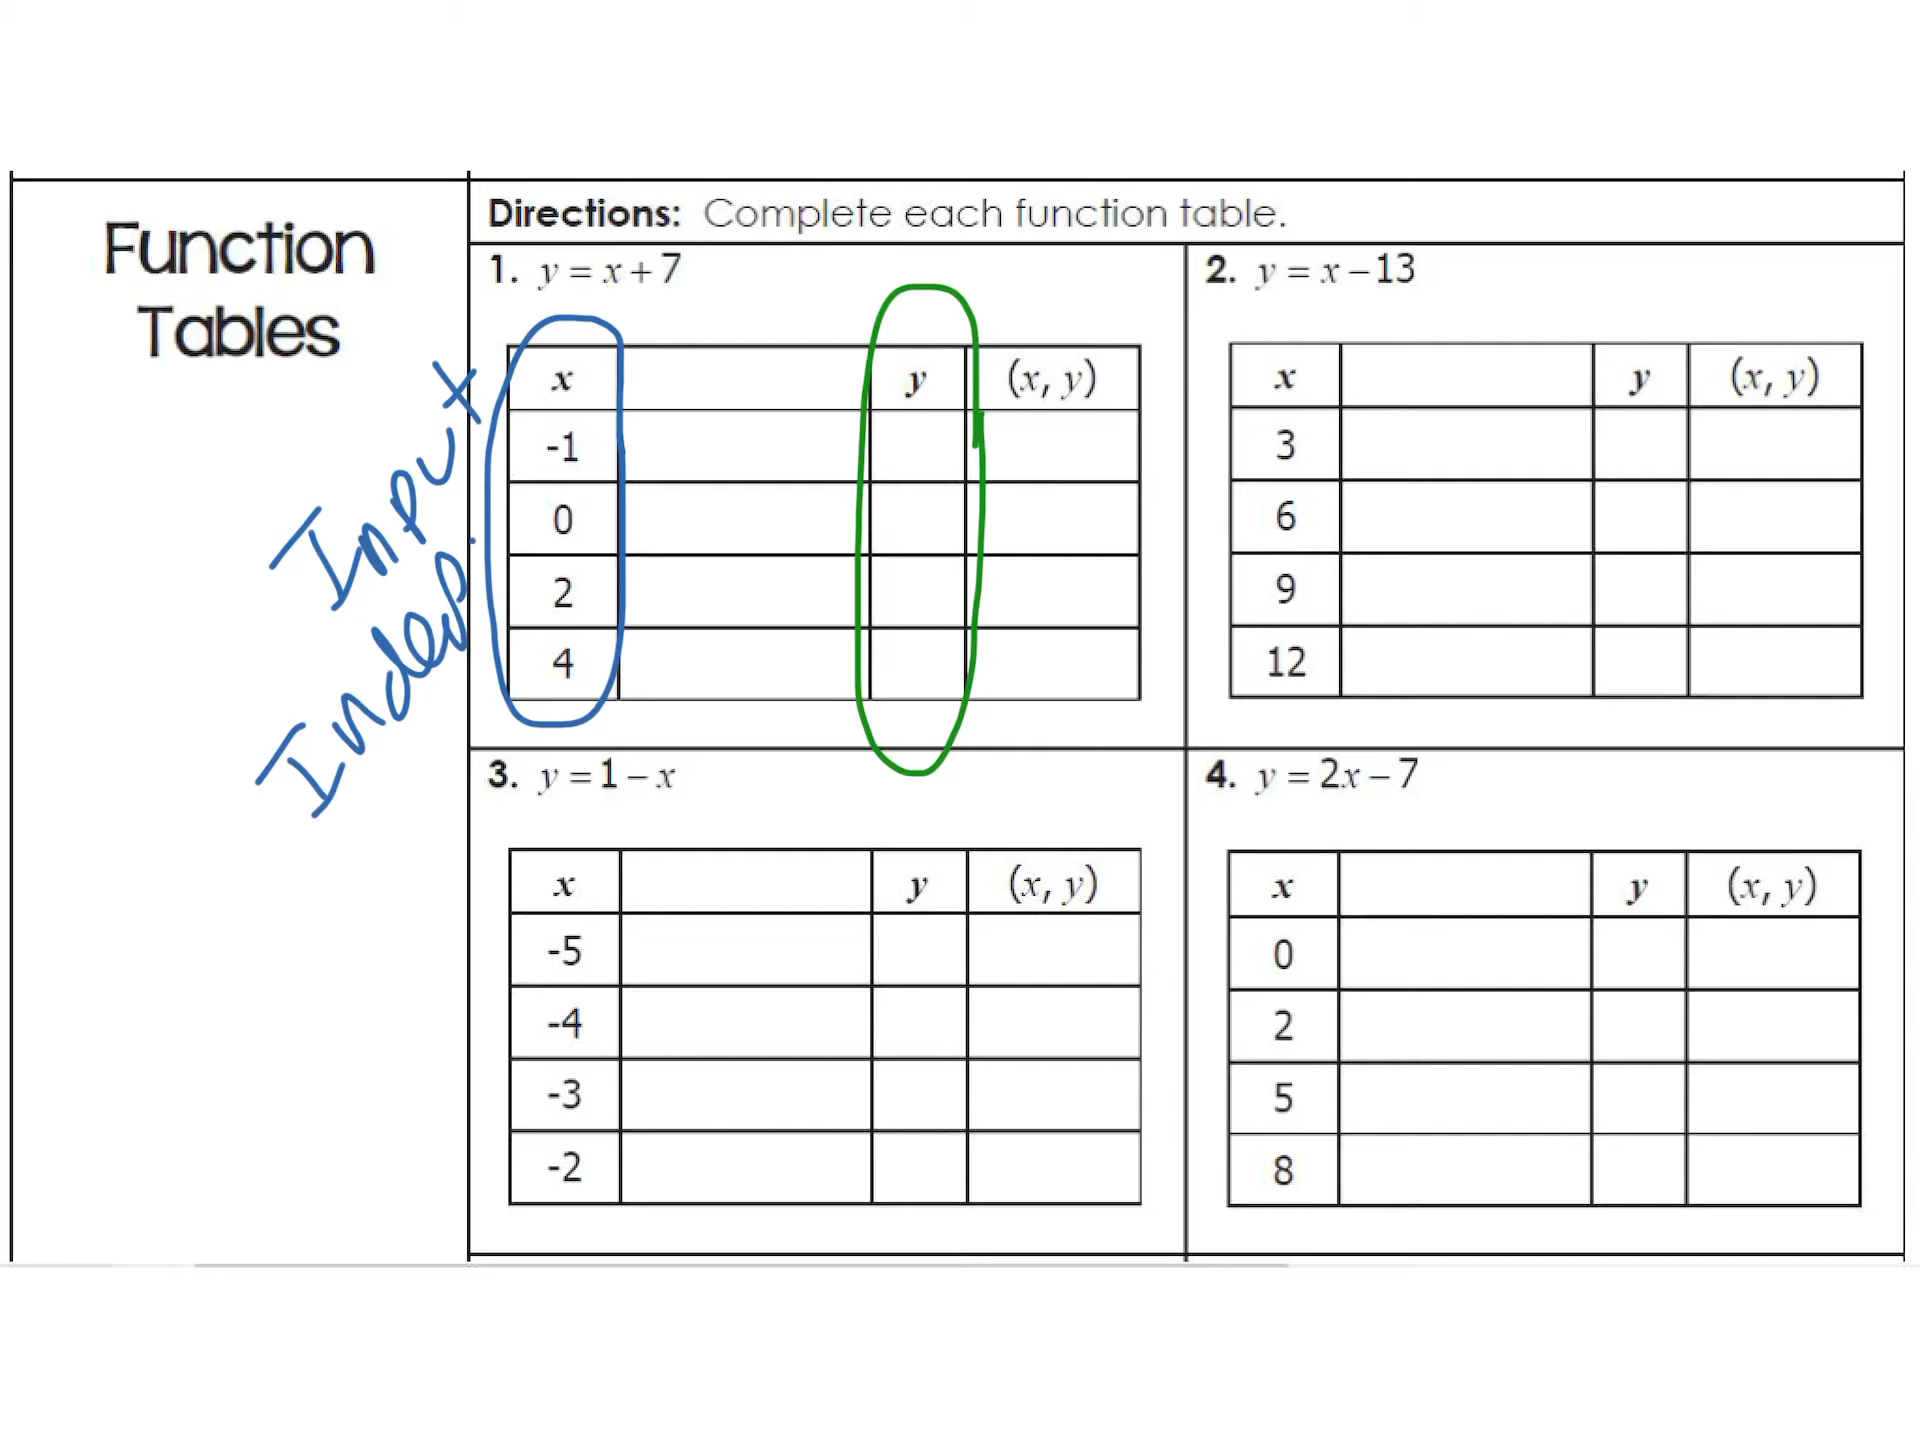 Function
Tables
Input
Indep.
Directions: Complete each function table.
1. y = x + 7
x y (x, y)
-1
0
2
4
2. y = x – 13
x y (x, y)
3
6
9
12
3. y = 1 – x
x y (x, y)
-5
-4
-3
-2
4. y = 2x – 7
x y (x, y)
0
2
5
8